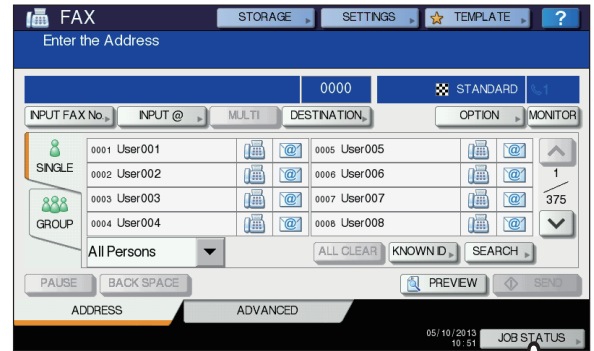 FAX STORAGE SETTINGS TEMPLATE ?
Enter the Address
0000 STANDARD 1
INPUT FAX No. INPUT @ MULTI DESTINATION OPTION MONITOR
SINGLE
GROUP
0001 User001 @ 0005 User005 @
0002 User002 @ 0006 User006 @
0003 User003 @ 0007 User007 @
0004 User004 @ 0008 User008 @
1
375
All Persons ALL CLEAR KNOWN ID SEARCH
PAUSE BACK SPACE PREVIEW SEND
ADDRESS ADVANCED
05/10/2013
10:51
JOB STATUS